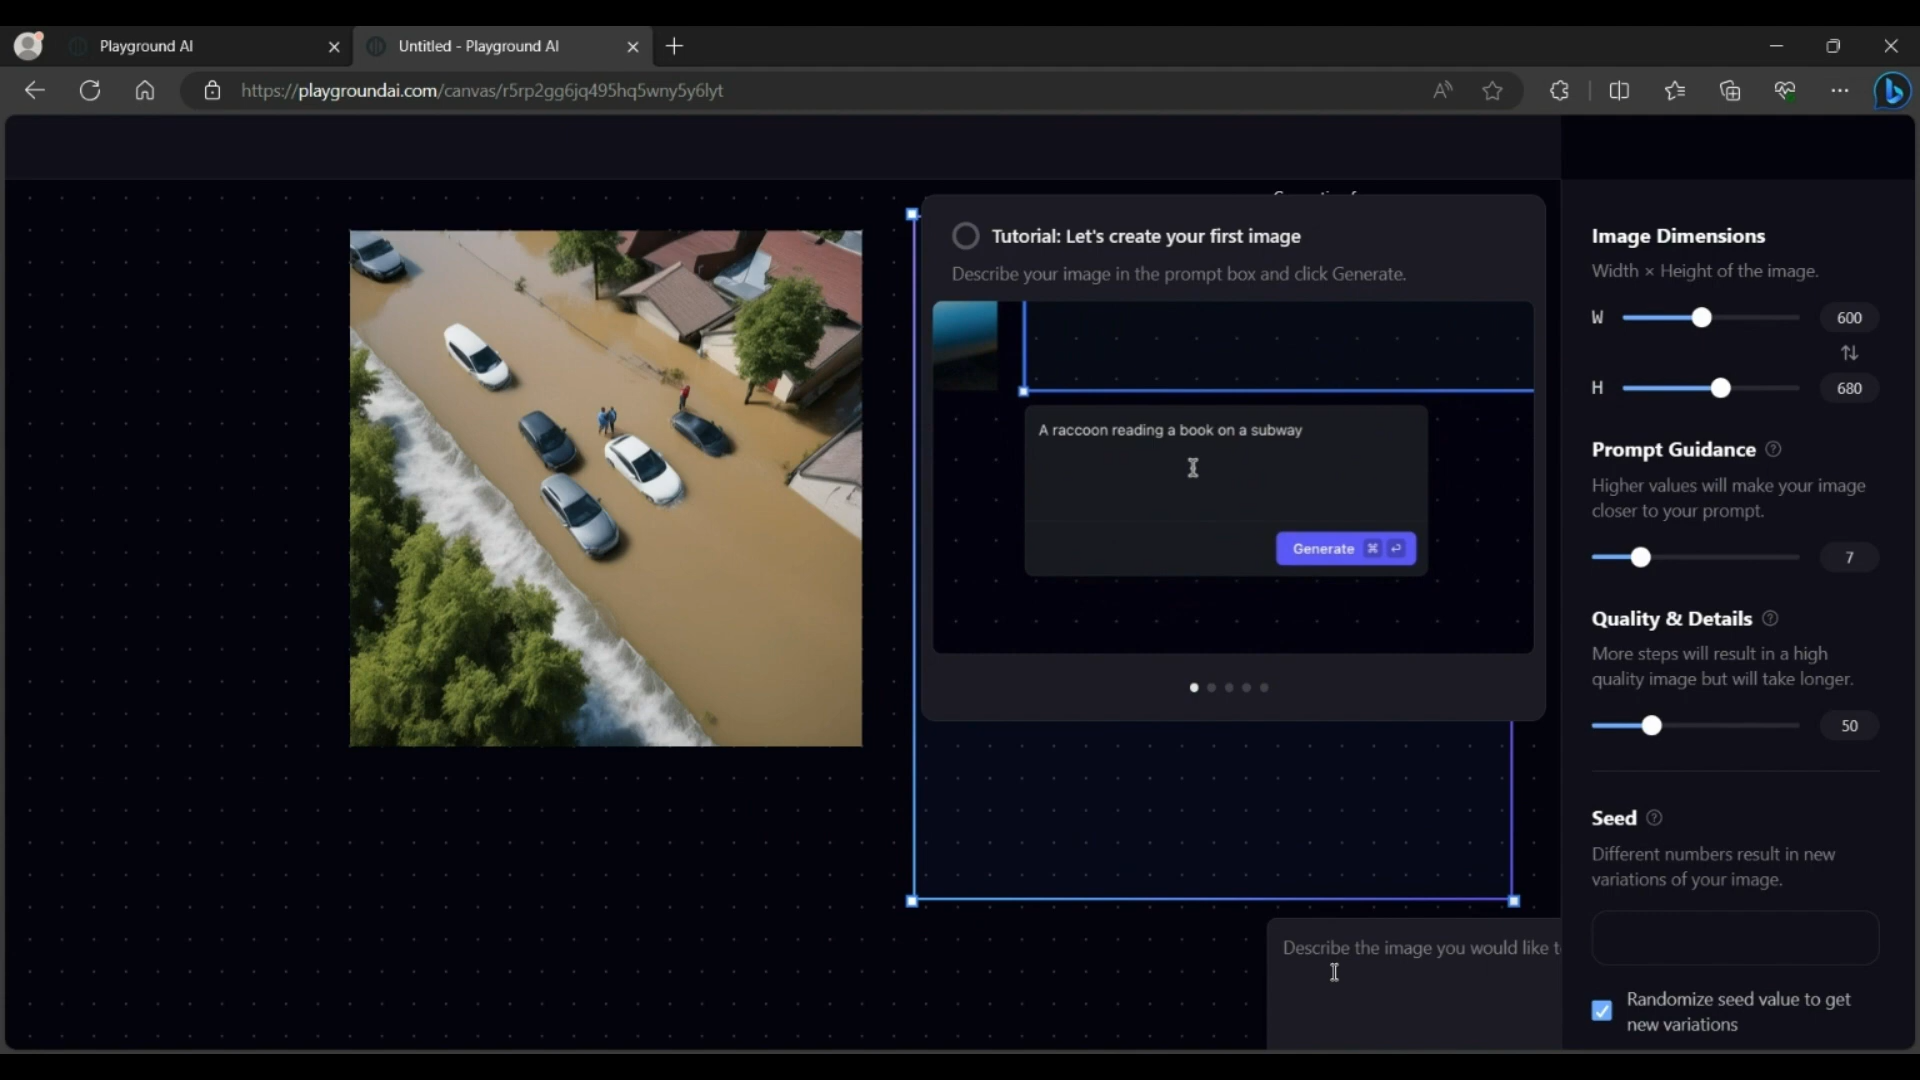 Playground AI
Untitled - Playground AI
https://playgroundai.com/canvas/r5rp2gg6jq495hq5wny5y6lyt
Tutorial: Let's create your first image
Describe your image in the prompt box and click Generate.
A raccoon reading a book on a subway
Generate ⌘ ↩
Describe the image you would like t
Image Dimensions
Width × Height of the image.
W 600
H 680
Prompt Guidance
Higher values will make your image
closer to your prompt.
7
Quality & Details
More steps will result in a high
quality image but will take longer.
50
Seed
Different numbers result in new
variations of your image.
Randomize seed value to get
new variations